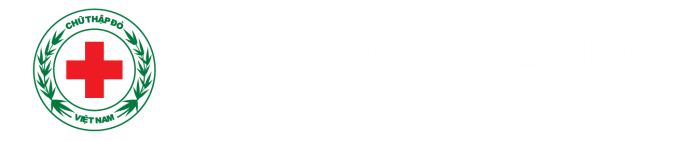 CHỮ THẬP ĐỎ
VIỆT NAM